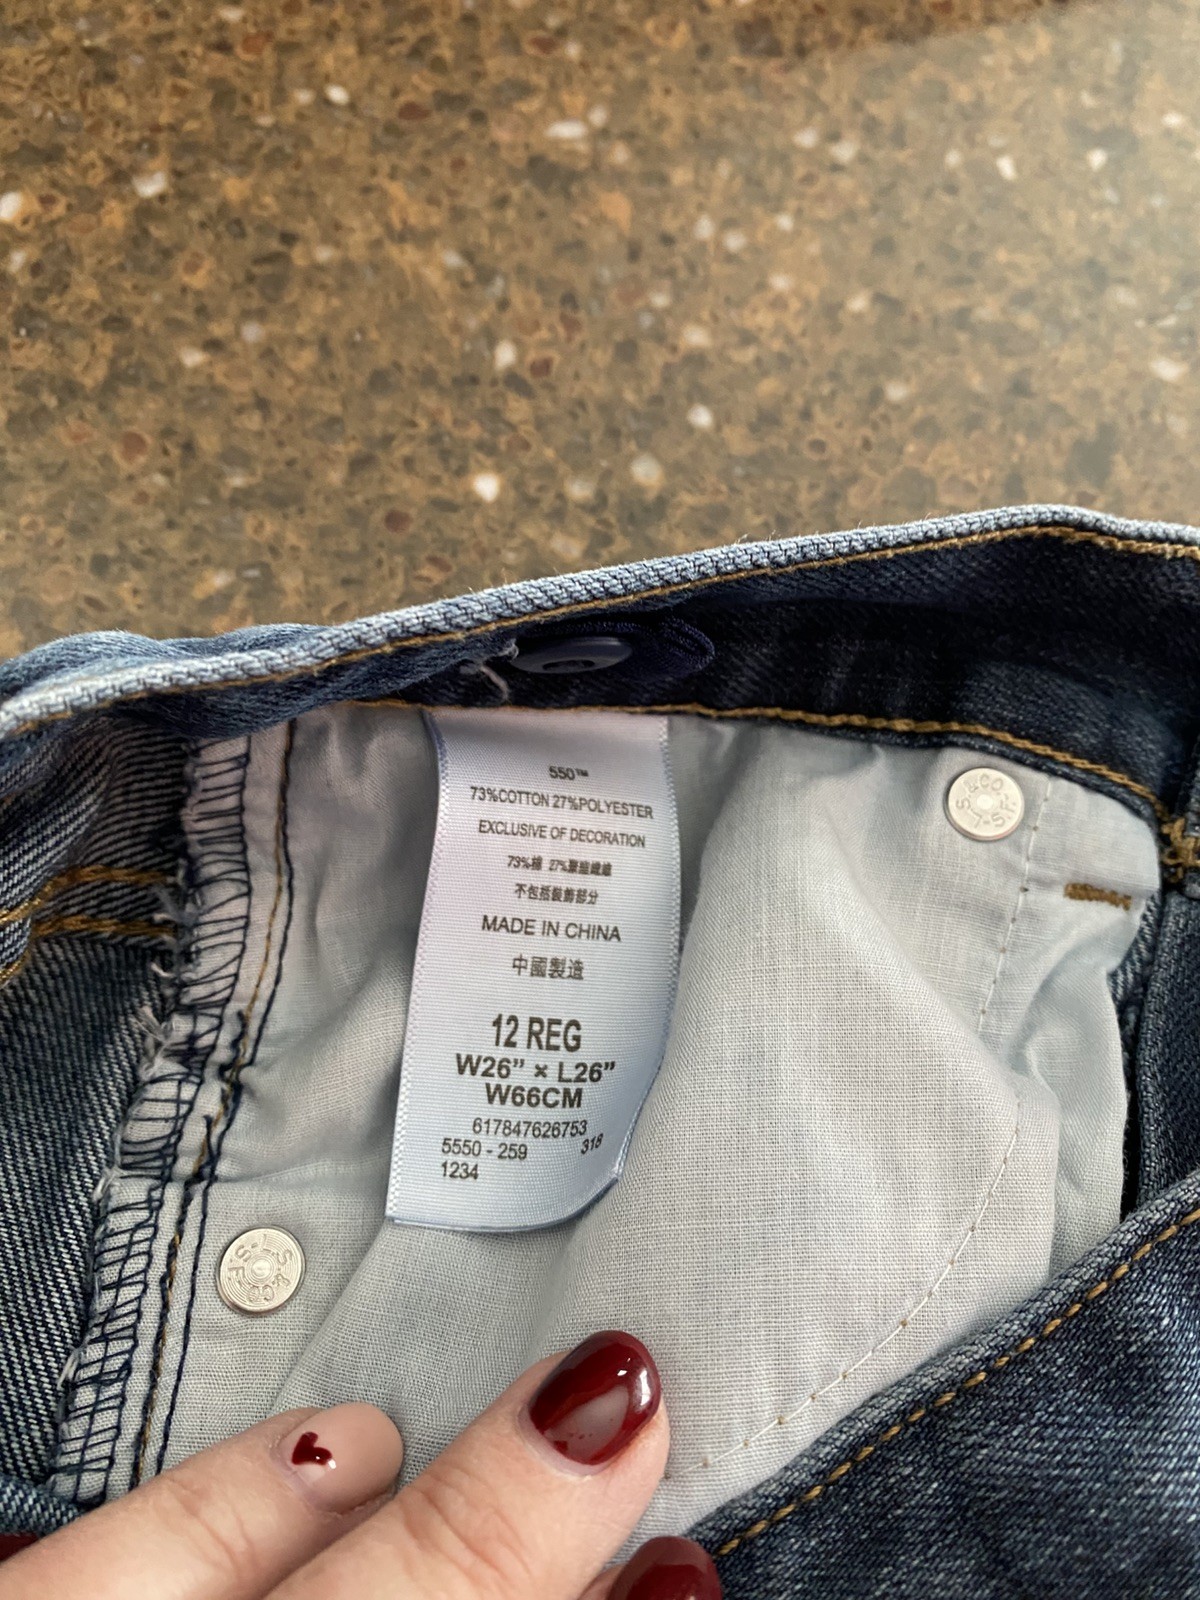 550™
73%COTTON 27%POLYESTER
EXCLUSIVE OF DECORATION
73%棉 27%聚酯纖維
不包括裝飾部分
MADE IN CHINA
中國製造
12 REG
W26” × L26”
W66CM
617847626753
5550 - 259 318
1234
L.S.&CO.-S.F.
L.S.&CO.-S.F.